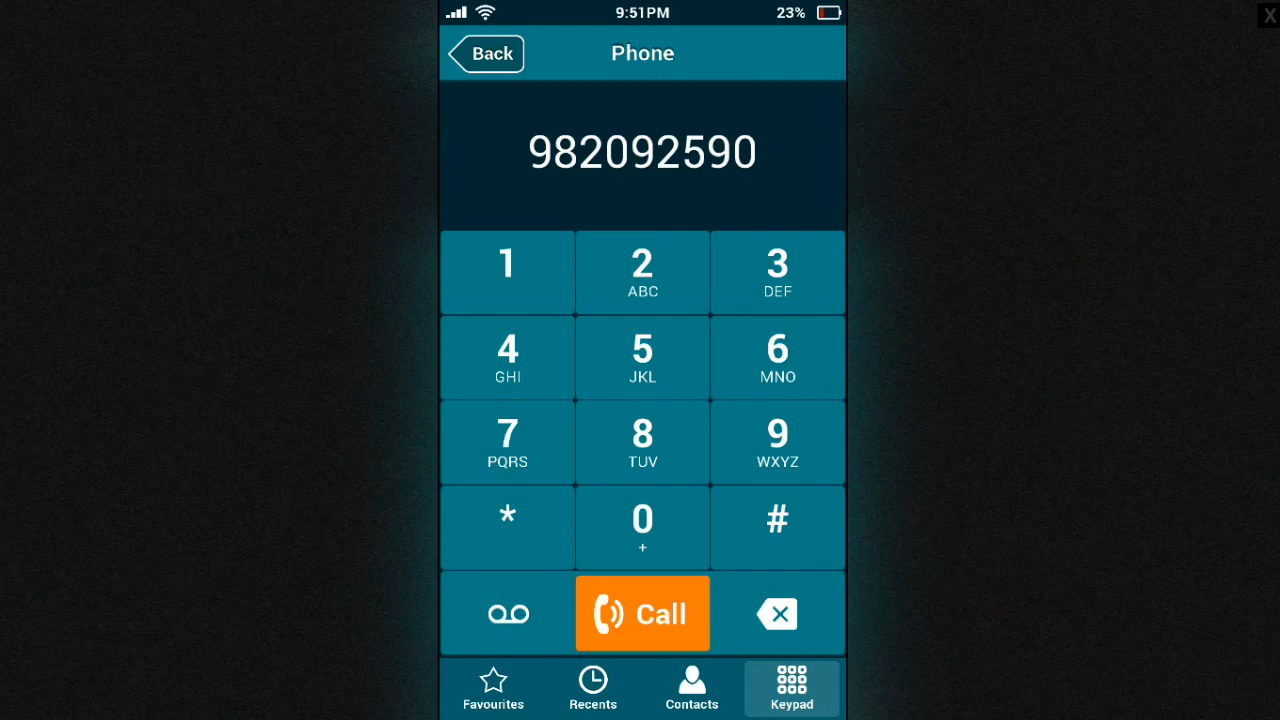 9:51PM 23%
X
Back Phone
982092590
1 2 3
ABC DEF
4 5 6
GHI JKL MNO
7 8 9
PQRS TUV WXYZ
* 0 #
+
Call
Favourites Recents Contacts Keypad